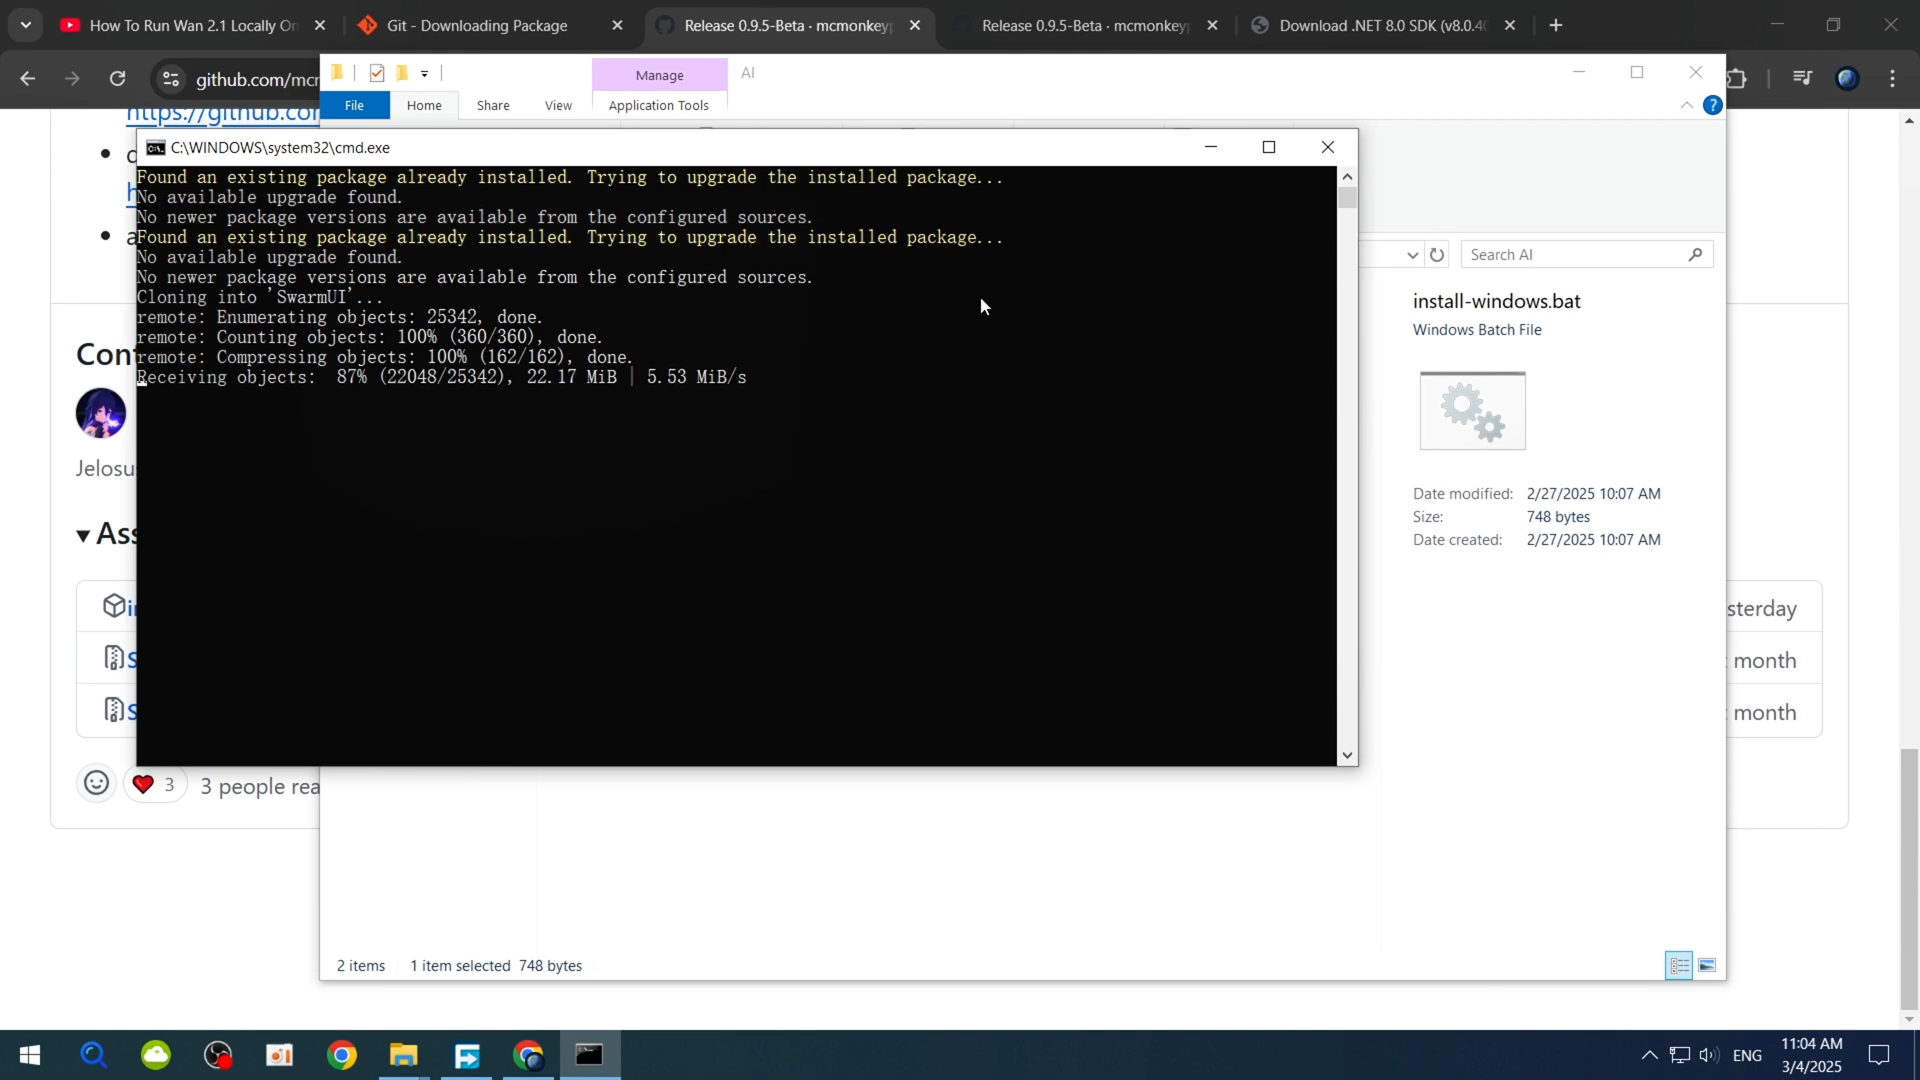 How To Run Wan 2.1 Locally On
Git - Downloading Package
Release 0.9.5-Beta · mcmonkeyp
Release 0.9.5-Beta · mcmonkeyp
Download .NET 8.0 SDK (v8.0.40
github.com/mcr
Manage
AI
File
Home
Share
View
Application Tools
https://github.com
C:\WINDOWS\system32\cmd.exe
Found an existing package already installed. Trying to upgrade the installed package...
No available upgrade found.
No newer package versions are available from the configured sources.
Found an existing package already installed. Trying to upgrade the installed package...
No available upgrade found.
No newer package versions are available from the configured sources.
Cloning into 'SwarmUI'...
remote: Enumerating objects: 25342, done.
remote: Counting objects: 100% (360/360), done.
remote: Compressing objects: 100% (162/162), done.
Receiving objects:  87% (22048/25342), 22.17 MiB | 5.53 MiB/s
Search AI
install-windows.bat
Windows Batch File
Date modified: 2/27/2025 10:07 AM
Size: 748 bytes
Date created: 2/27/2025 10:07 AM
Con
Jelosu
Ass
sterday
month
month
3
3 people rea
2 items
1 item selected 748 bytes
ENG
11:04 AM
3/4/2025